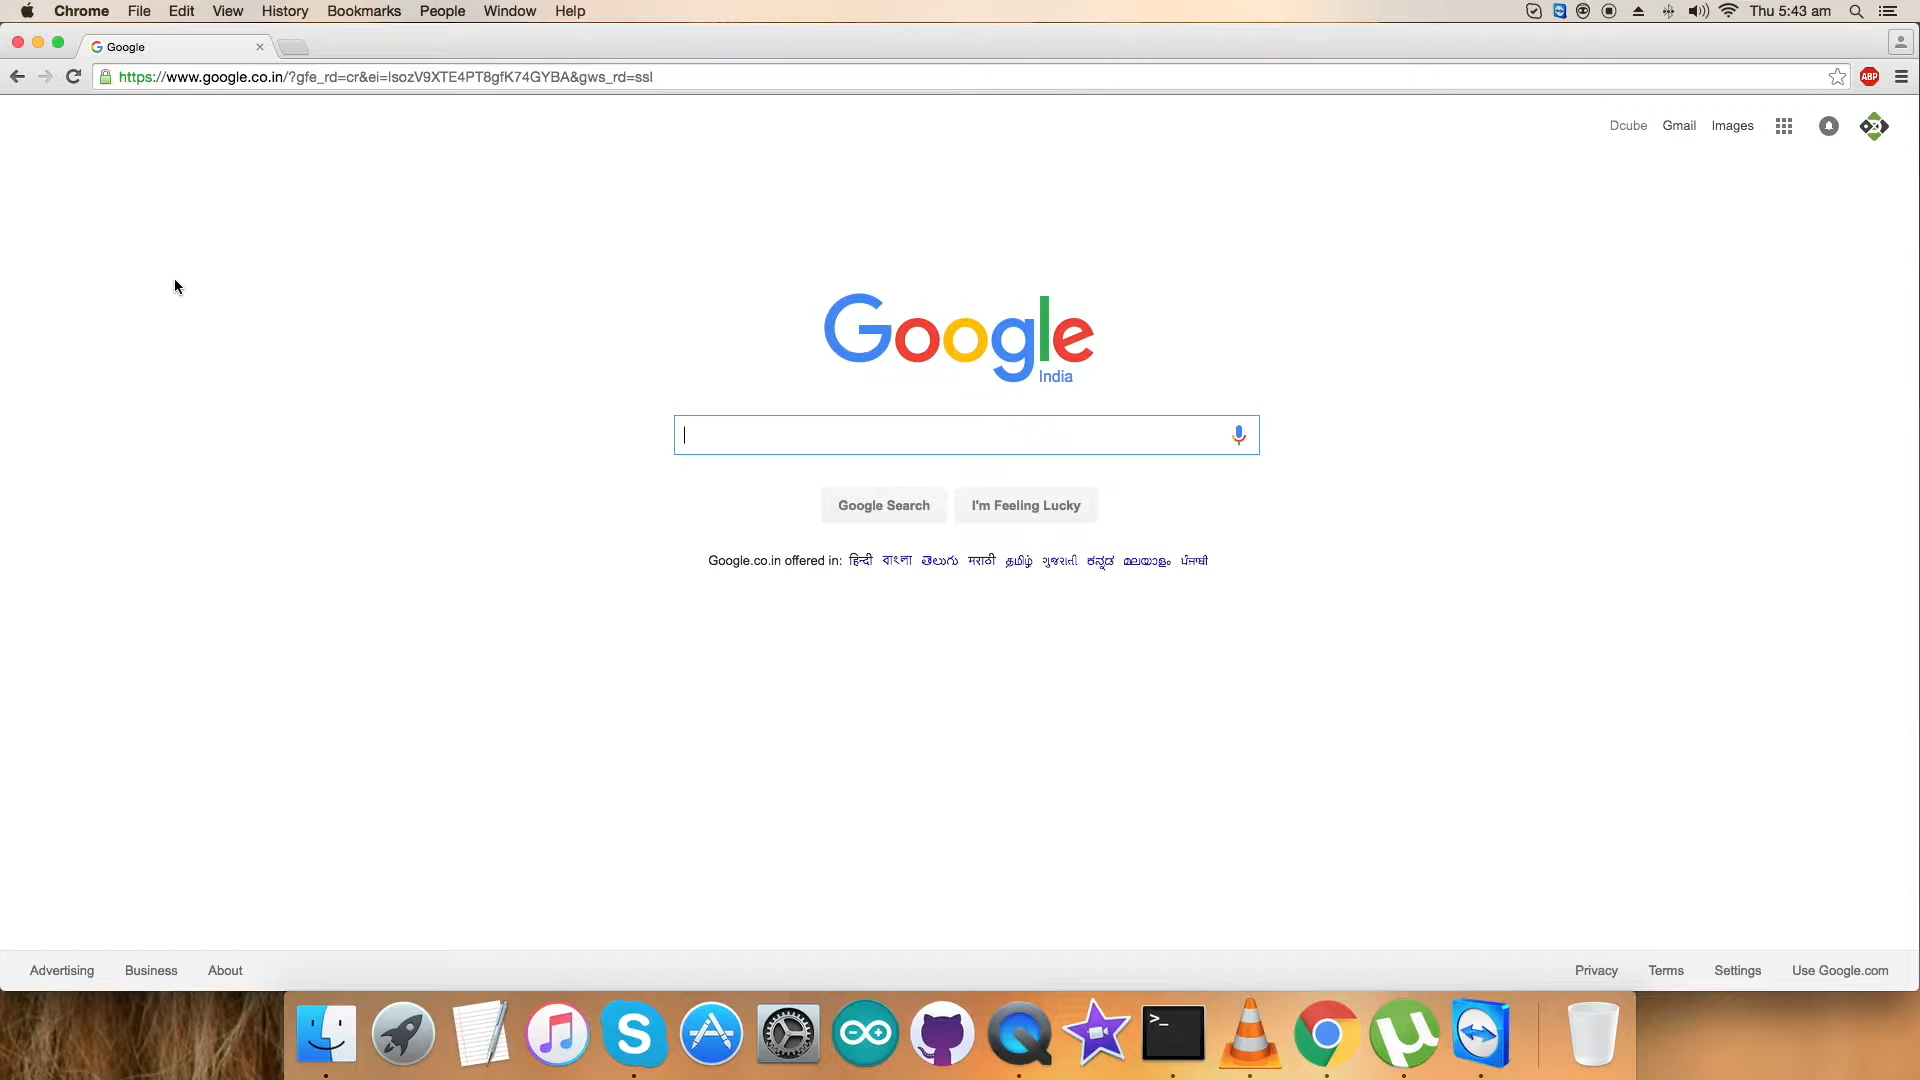 Chrome File Edit View History Bookmarks People Window Help Thu 5:43 am
Google
https://www.google.co.in/?gfe_rd=cr&ei=lsozV9XTE4PT8gfK74GYBA&gws_rd=ssl ABP
Dcube Gmail Images
Google
India
Google Search I'm Feeling Lucky
Google.co.in offered in: हिन्दी বাংলা తెలుగు मराठी தமிழ் ગુજરાતી ಕನ್ನಡ മലയാളം ਪੰਜਾਬੀ
Advertising Business About Privacy Terms Settings Use Google.com